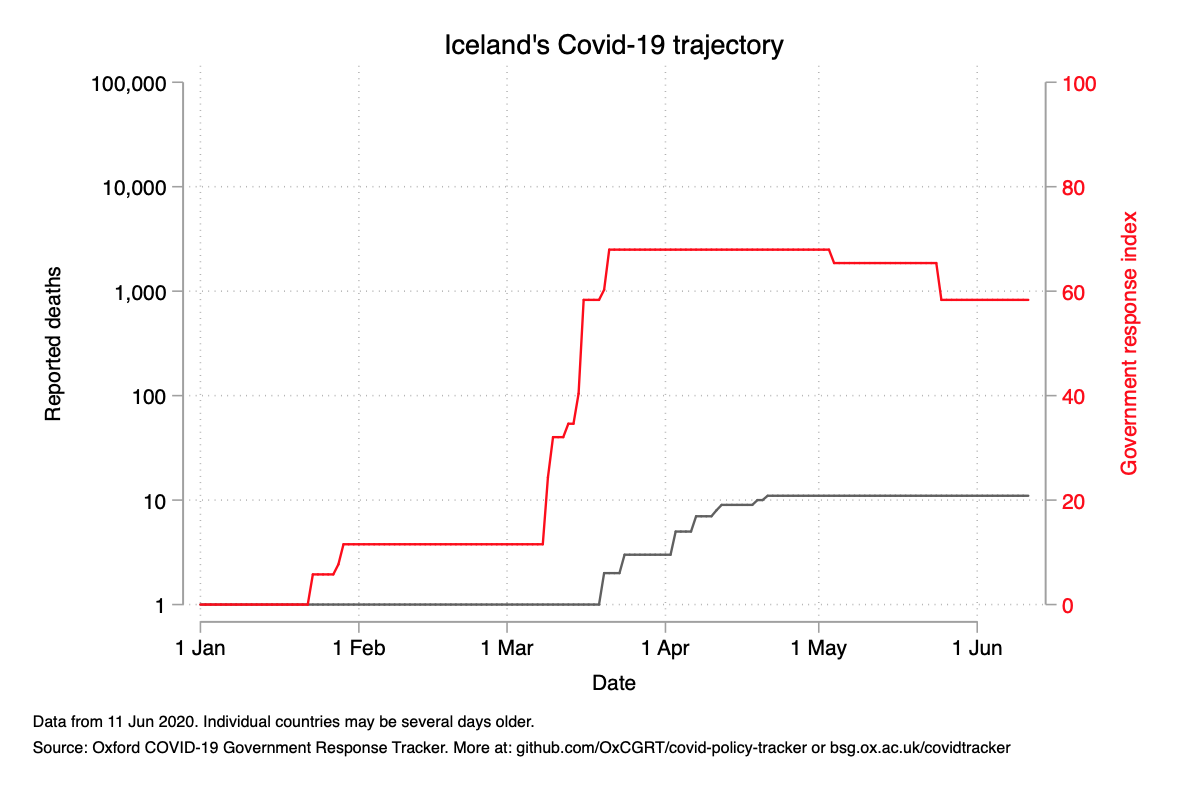 Iceland's Covid-19 trajectory
100,000
10,000
1,000
100
10
1
Reported deaths
100
80
60
40
20
0
Government response index
1 Jan 1 Feb 1 Mar 1 Apr 1 May 1 Jun
Date
Data from 11 Jun 2020. Individual countries may be several days older.
Source: Oxford COVID-19 Government Response Tracker. More at: github.com/OxCGRT/covid-policy-tracker or bsg.ox.ac.uk/covidtracker